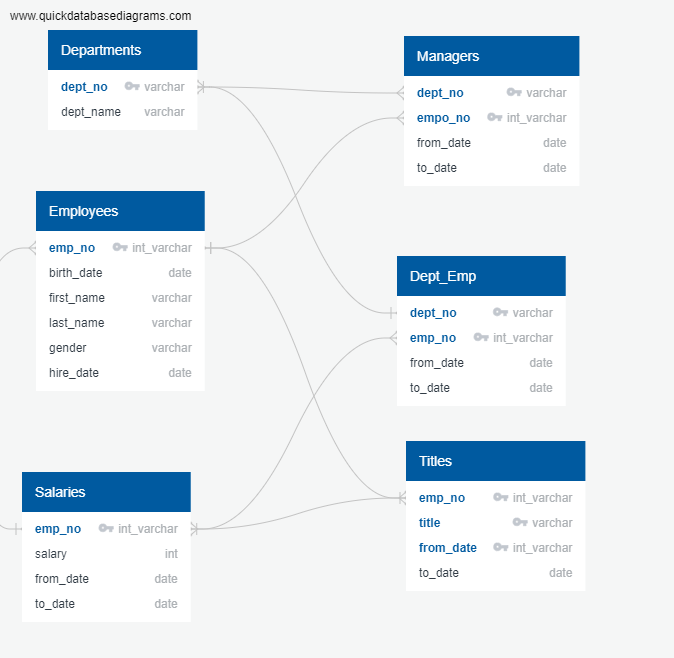 www.quickdatabasediagrams.com
Departments
dept_no varchar
dept_name varchar
Managers
dept_no varchar
empo_no int_varchar
from_date date
to_date date
Employees
emp_no int_varchar
birth_date date
first_name varchar
last_name varchar
gender varchar
hire_date date
Dept_Emp
dept_no varchar
emp_no int_varchar
from_date date
to_date date
Salaries
emp_no int_varchar
salary int
from_date date
to_date date
Titles
emp_no int_varchar
title varchar
from_date int_varchar
to_date date